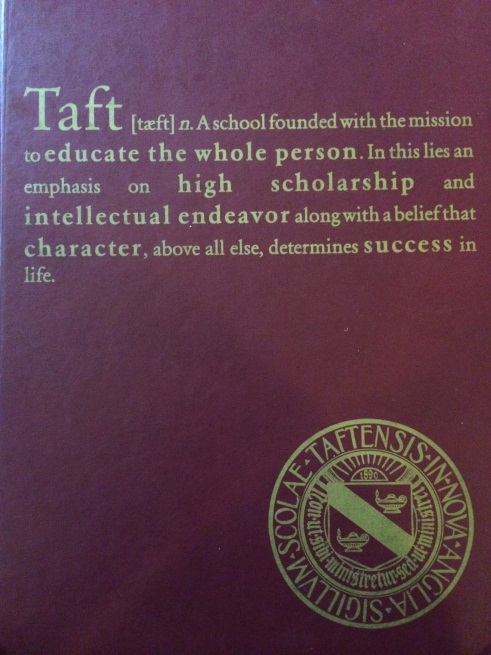 Taft [tæft] n. A school founded with the mission
to educate the whole person. In this lies an
emphasis on high scholarship and
intellectual endeavor along with a belief that
character, above all else, determines success in
life.
SIGILLVM·SCOLAE·TAFTENSIS·IN·NOVA·ANGLIA·
1890
Non·ut·sibi·ministretur·sed·ut·ministret